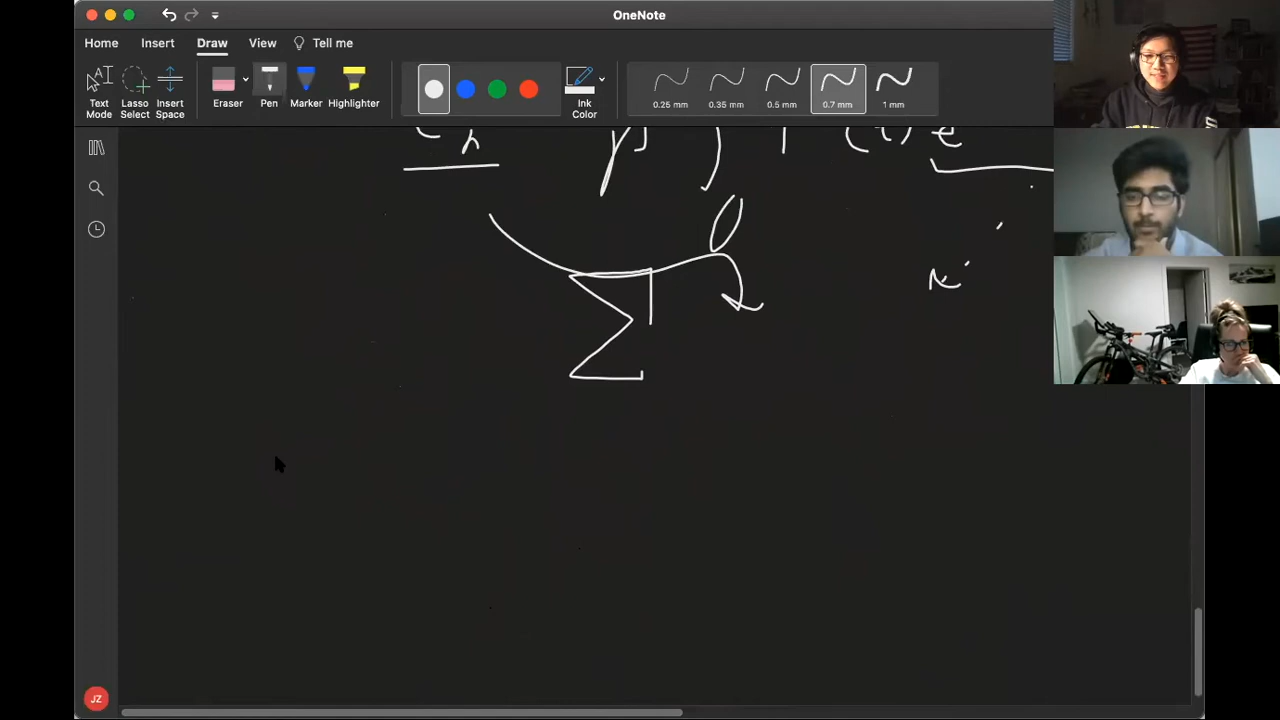 OneNote
Home Insert Draw View Tell me
Text Mode Lasso Select Insert Space Eraser Pen Marker Highlighter Ink Color 0.25 mm 0.35 mm 0.5 mm 0.7 mm 1 mm
Σ
JZ